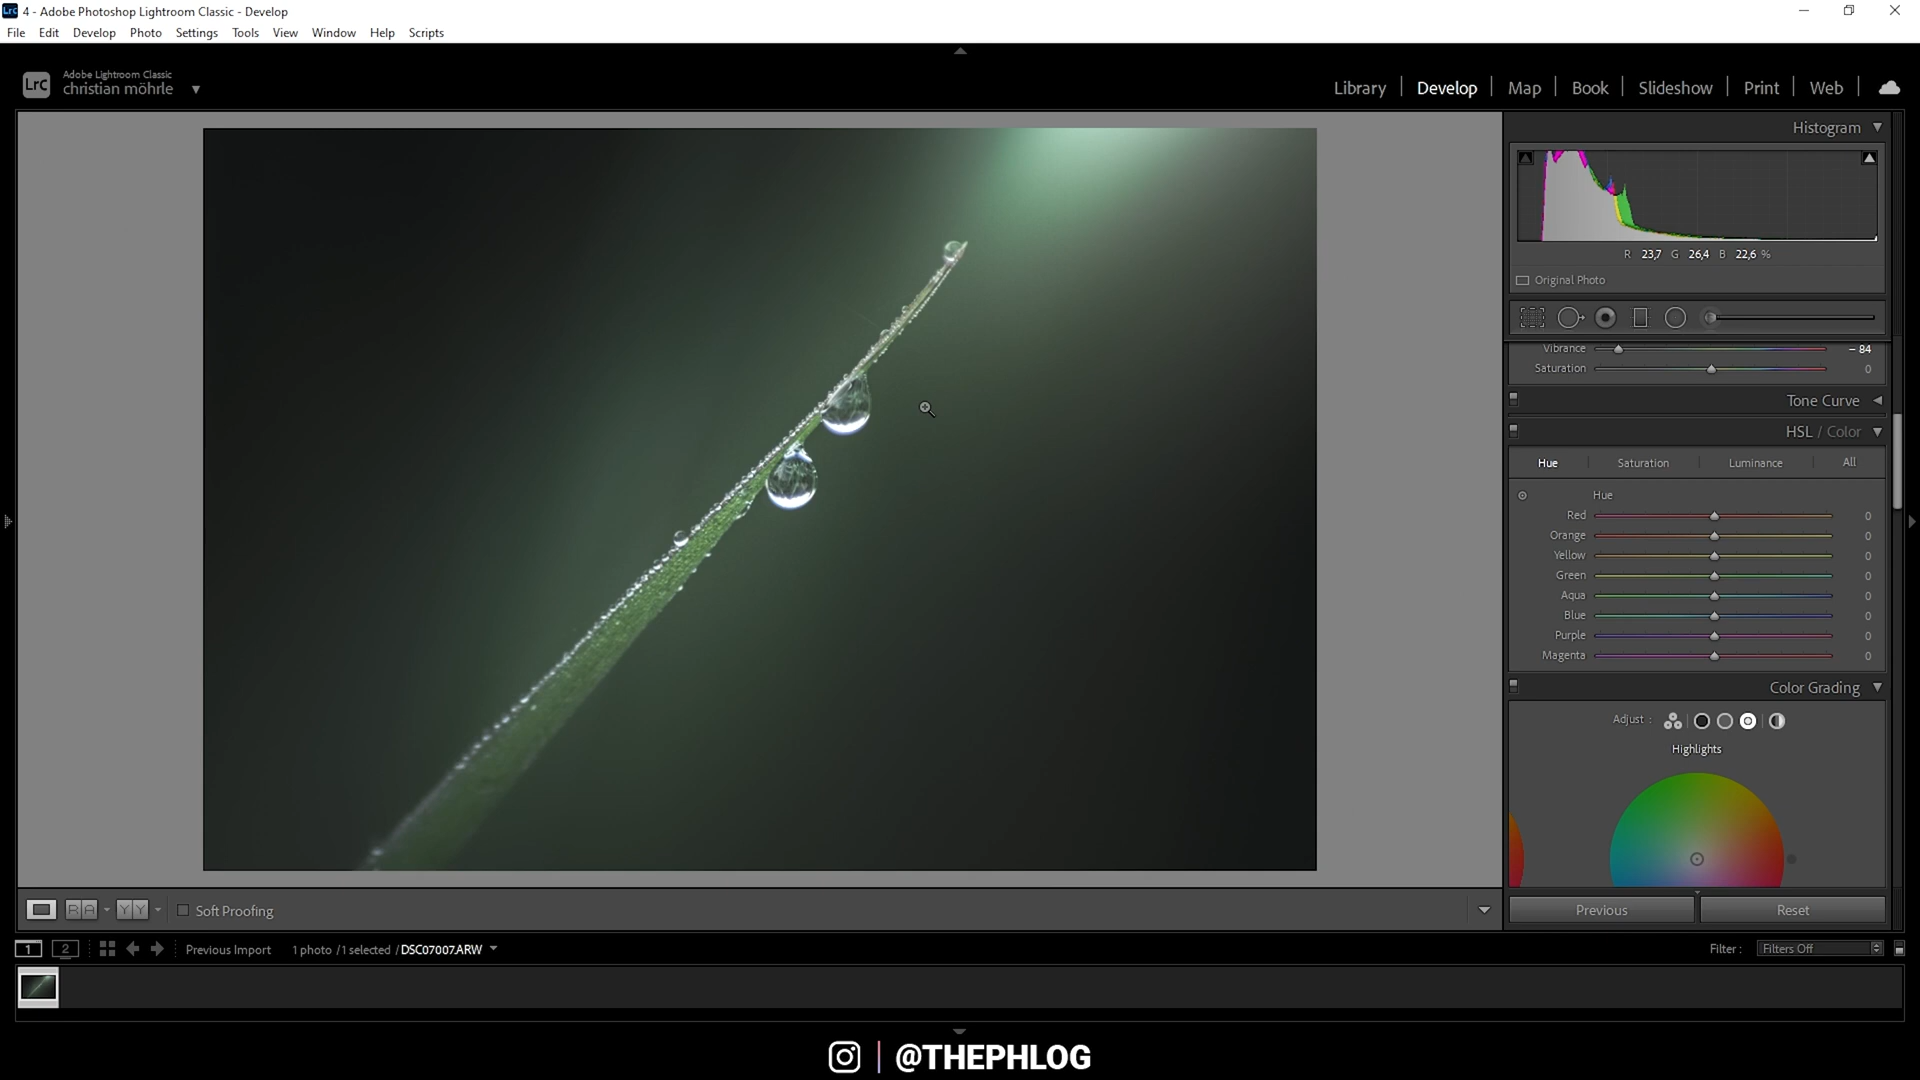 Lrc 4 - Adobe Photoshop Lightroom Classic - Develop
File Edit Develop Photo Settings Tools View Window Help Scripts
LrC Adobe Lightroom Classic
christian möhrle
Library Develop Map Book Slideshow Print Web
Histogram
R 23,7 G 26,4 B 22,6 %
Original Photo
Vibrance - 84
Saturation 0
Tone Curve
HSL / Color
Hue Saturation Luminance All
Hue
Red 0
Orange 0
Yellow 0
Green 0
Aqua 0
Blue 0
Purple 0
Magenta 0
Color Grading
Adjust :
Highlights
Previous Reset
R A Y Y Soft Proofing
1 2 Previous Import 1 photo / 1 selected / DSC07007.ARW
Filter : Filters Off
@THEPHLOG